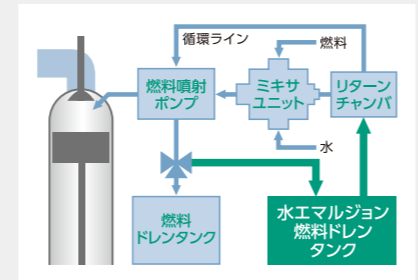 循環ライン
燃料
燃料噴射
ポンプ
ミキサ
ユニット
リターン
チャンバ
水
燃料
ドレンタンク
水エマルジョン
燃料ドレン
タンク